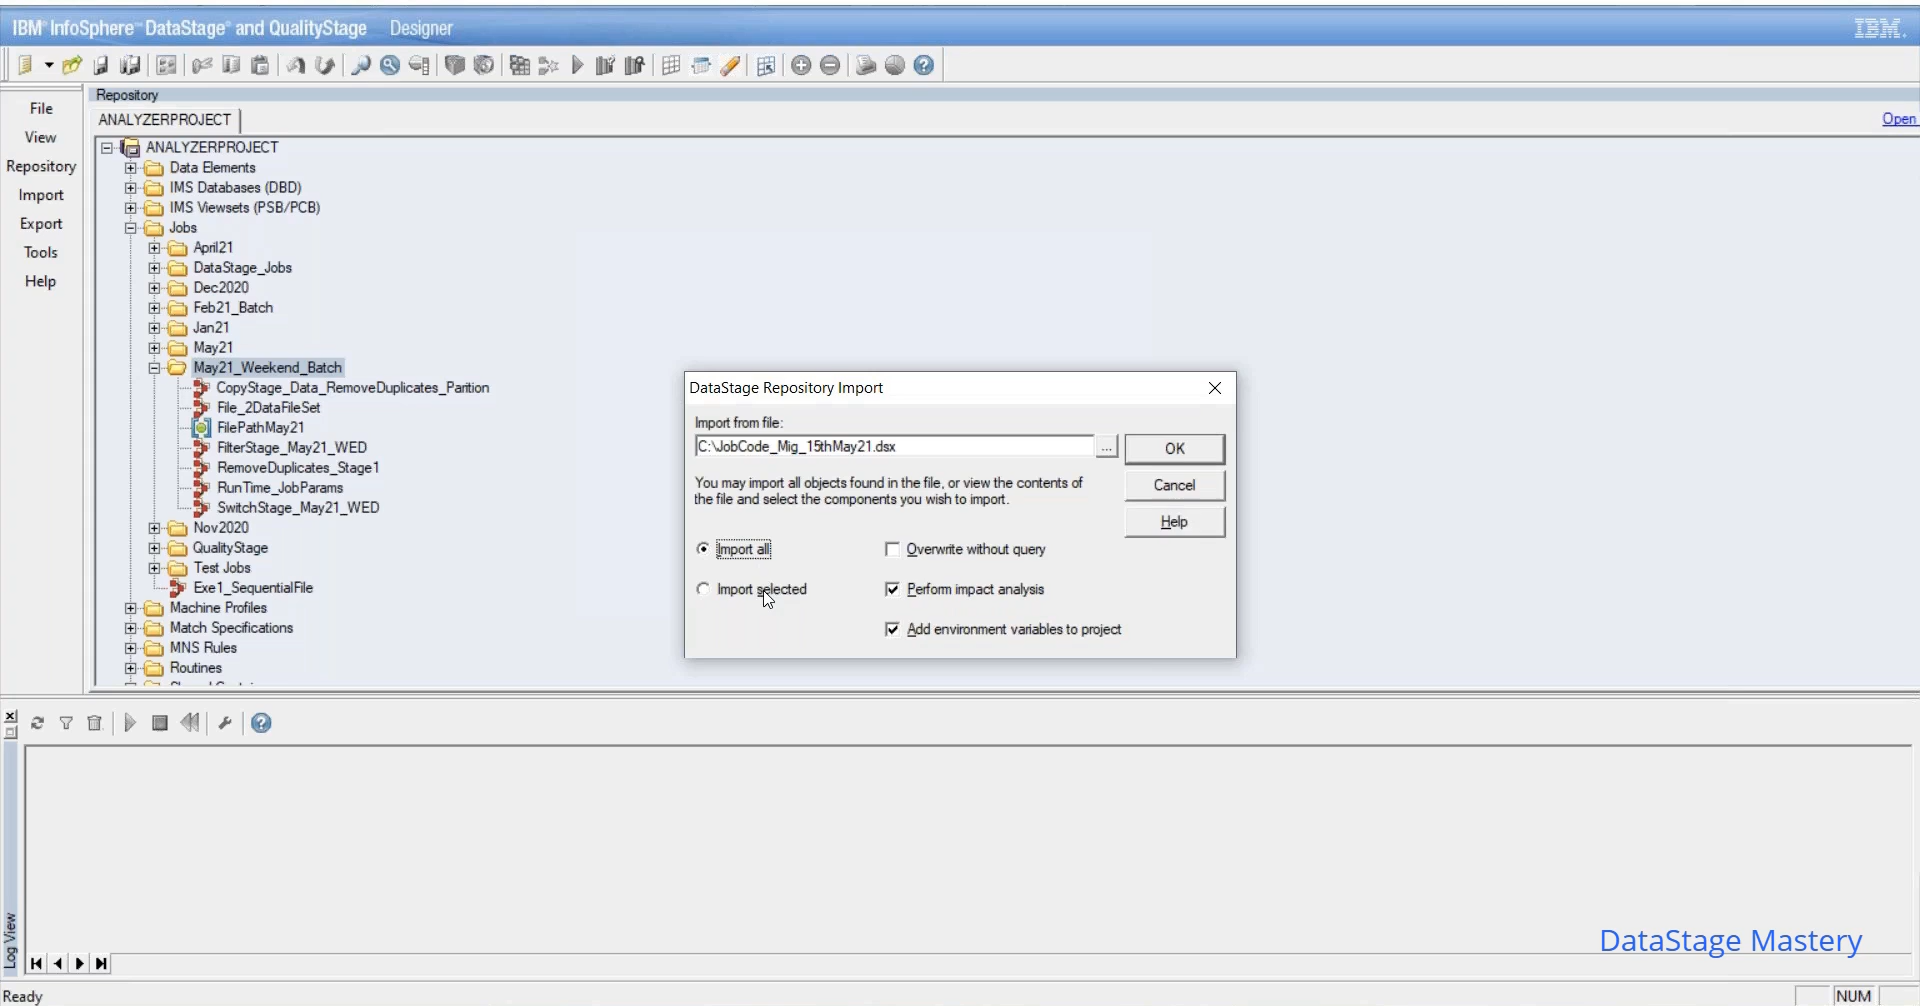 IBM® InfoSphere™ DataStage® and QualityStage Designer
IBM.
File
View
Repository
Import
Export
Tools
Help
Repository
ANALYZERPROJECT
Open
ANALYZERPROJECT
Data Elements
IMS Databases (DBD)
IMS Viewsets (PSB/PCB)
Jobs
April21
DataStage_Jobs
Dec2020
Feb21_Batch
Jan21
May21
May21_Weekend_Batch
CopyStage_Data_RemoveDuplicates_Parition
File_2DataFileSet
FilePathMay21
FilterStage_May21_WED
RemoveDuplicates_Stage1
RunTime_JobParams
SwitchStage_May21_WED
Nov2020
QualityStage
Test Jobs
Exe1_SequentialFile
Machine Profiles
Match Specifications
MNS Rules
Routines
DataStage Repository Import
Import from file:
C:\JobCode_Mig_15thMay21.dsx
...
OK
You may import all objects found in the file, or view the contents of
the file and select the components you wish to import.
Cancel
Help
Import all
Overwrite without query
Import selected
Perform impact analysis
Add environment variables to project
Log View
DataStage Mastery
Ready
NUM